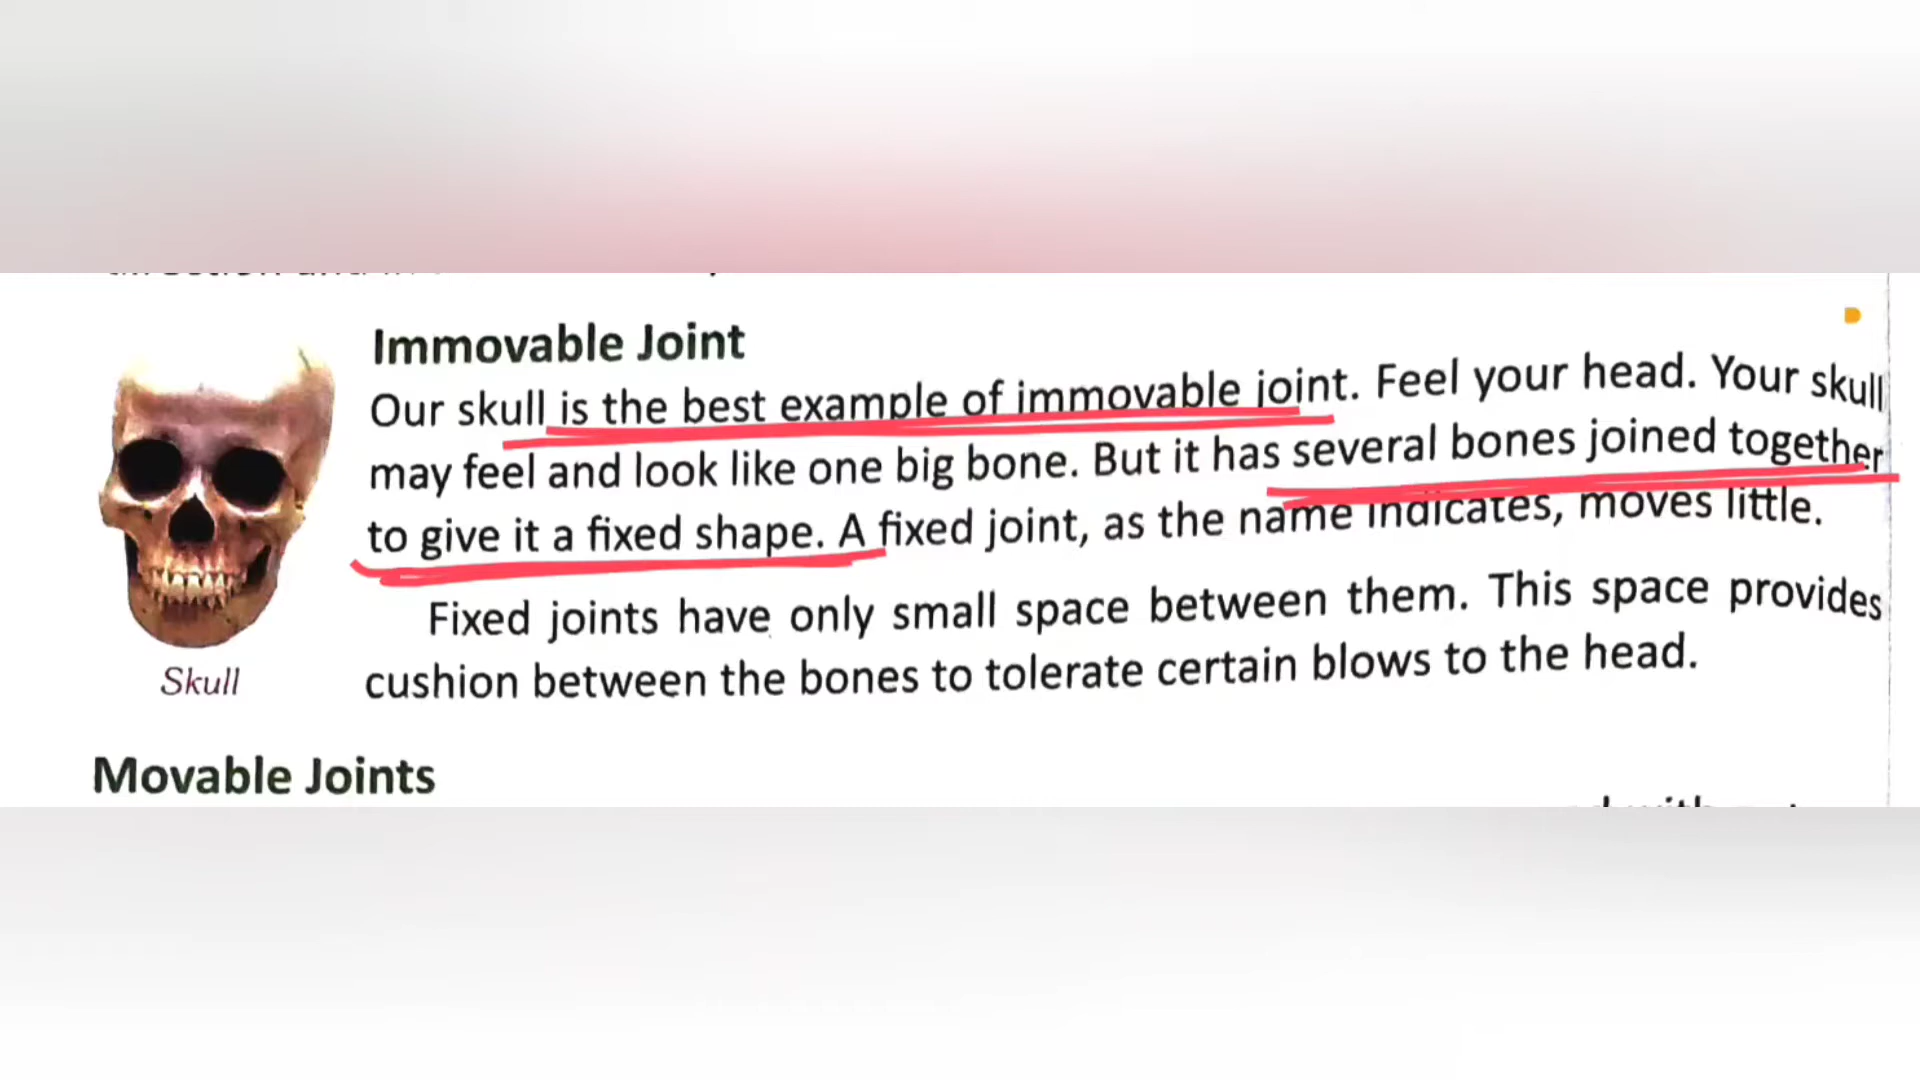 Immovable Joint
Our skull is the best example of immovable joint. Feel your head. Your skull
may feel and look like one big bone. But it has several bones joined together
to give it a fixed shape. A fixed joint, as the name indicates, moves little.
Fixed joints have only small space between them. This space provides
cushion between the bones to tolerate certain blows to the head.
Skull
Movable Joints